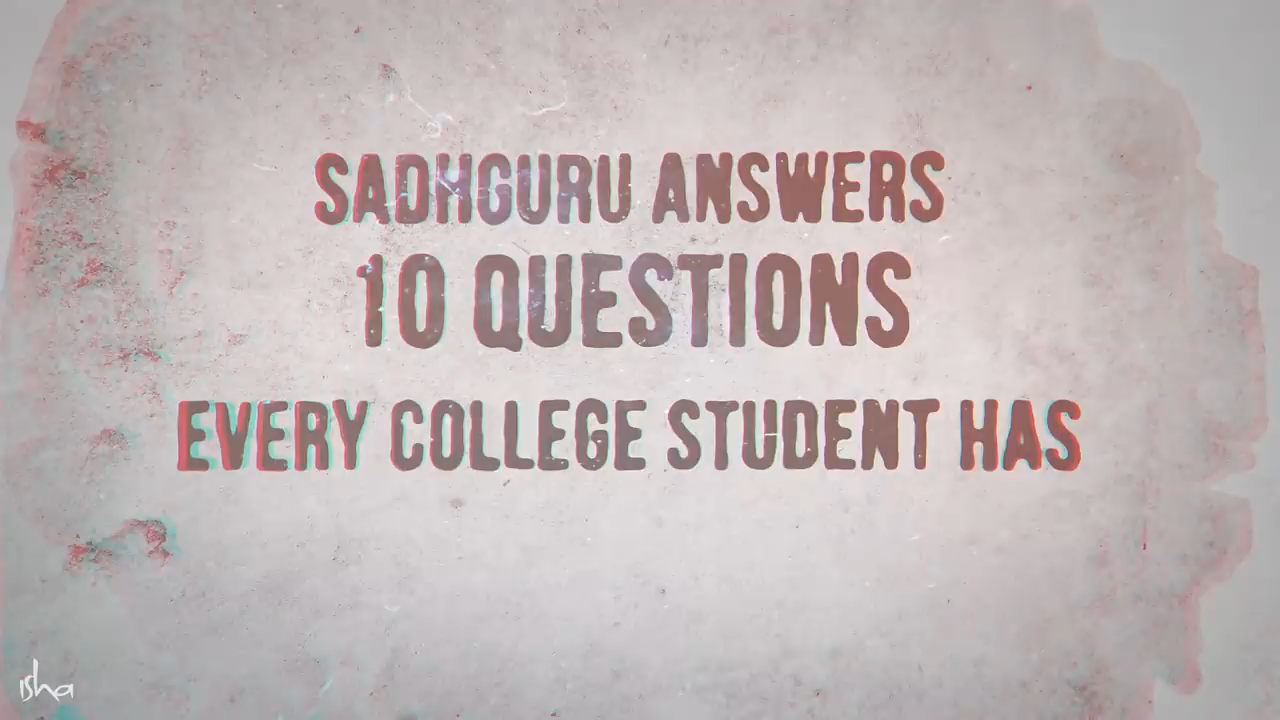 SADHGURU ANSWERS
10 QUESTIONS
EVERY COLLEGE STUDENT HAS
isha